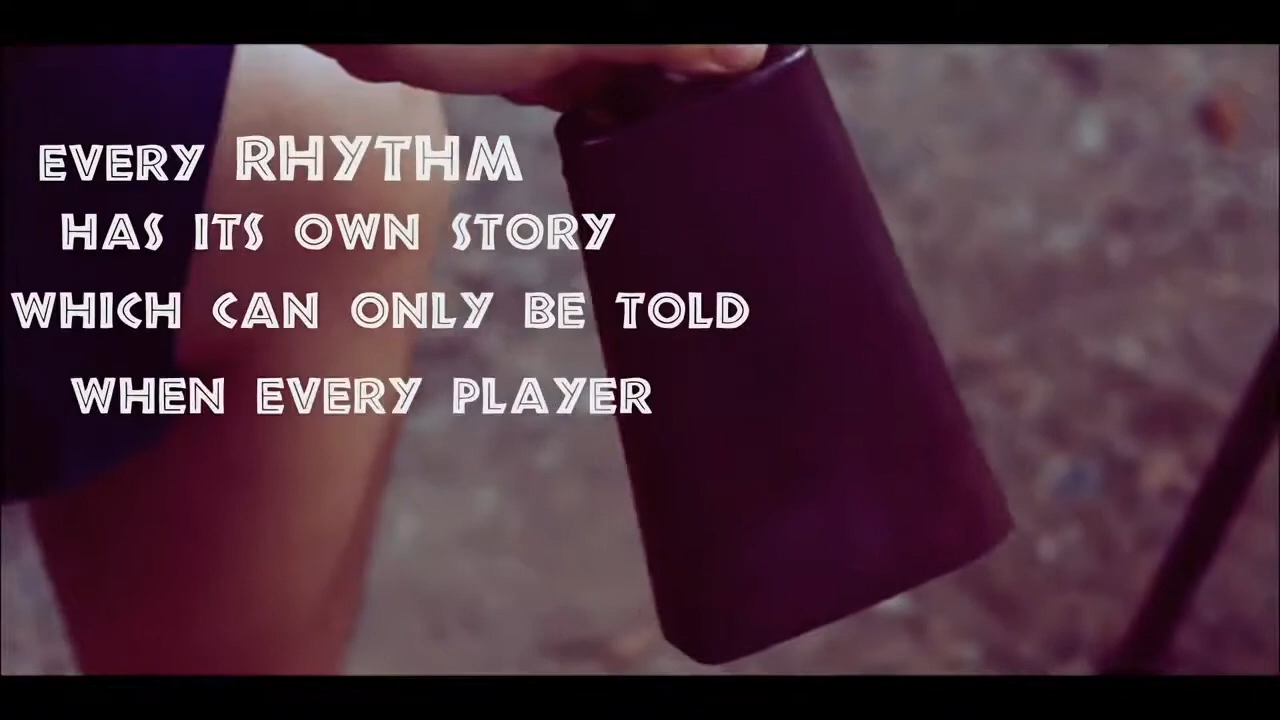 EVERY RHYTHM
HAS ITS OWN STORY
WHICH CAN ONLY BE TOLD
WHEN EVERY PLAYER